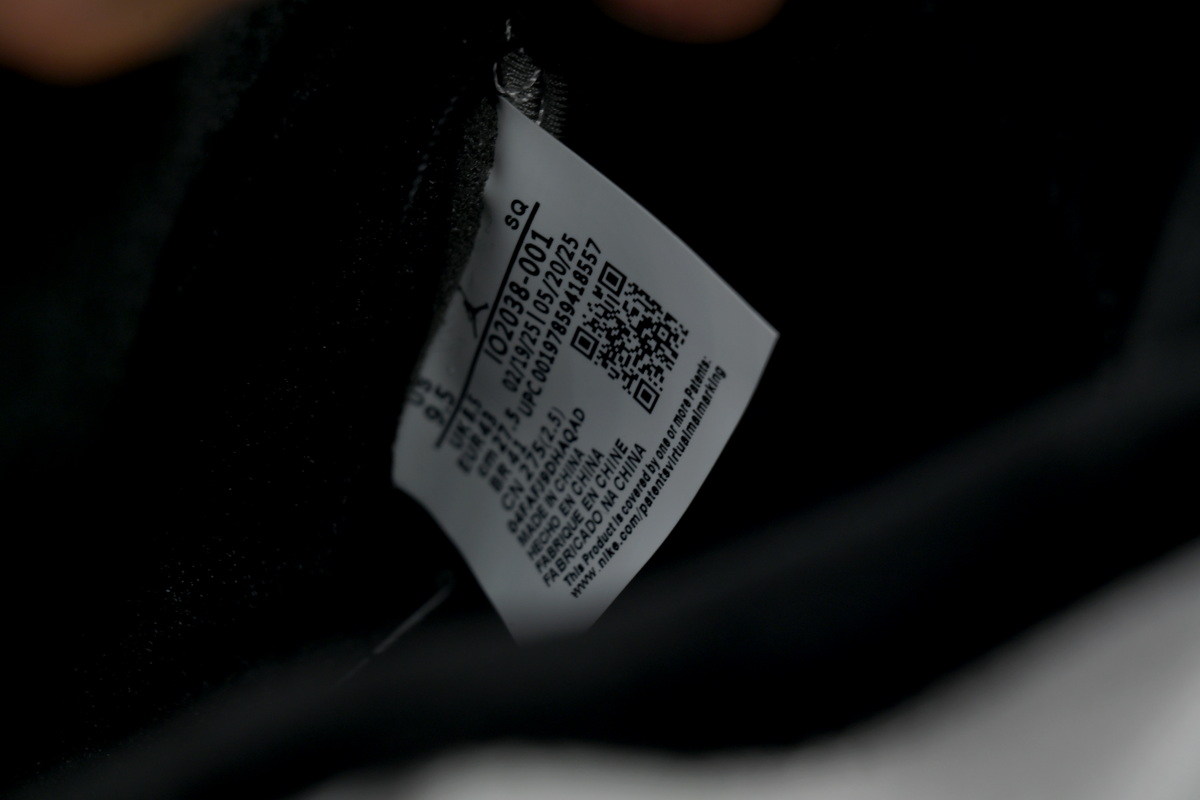 US
9.5
SQ
UK 8.5
EUR 43
cm 27.5
BR 41
CN 275(2.5)
IO2038-001
02/19/25 | 05/20/25
UPC 00197859418557
MADE IN CHINA
HECHO EN CHINA
FABRIQUE EN CHINE
FABRICADO NA CHINA
This Product is covered by one or more Patents:
www.nike.com/patentsvirtualmalmarking